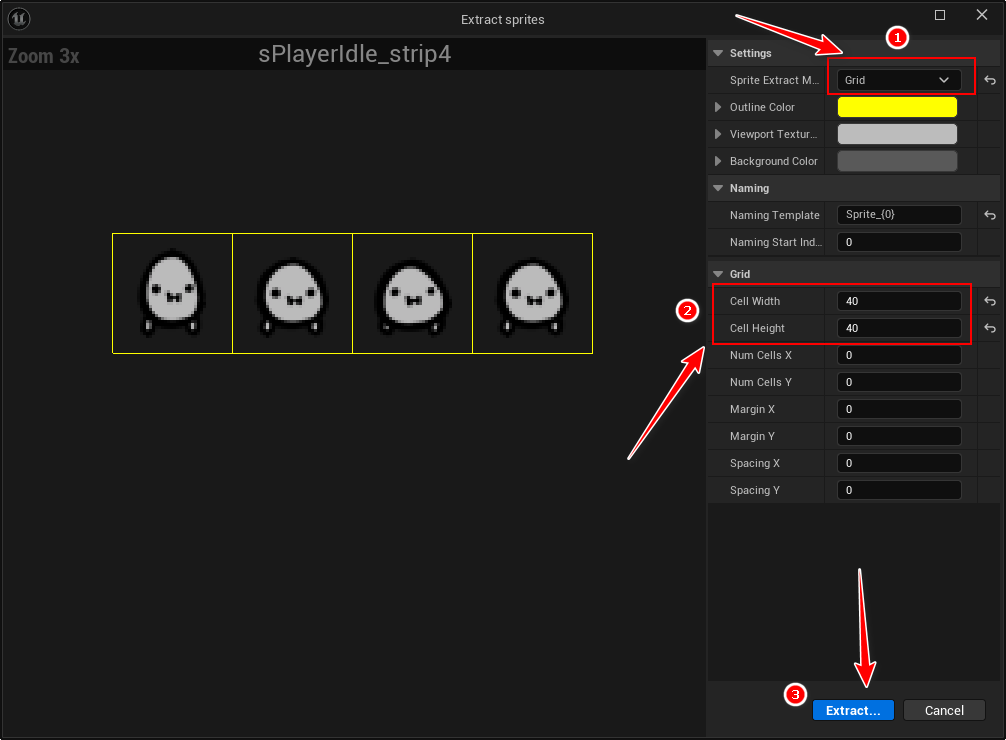 Extract sprites
Zoom 3x
sPlayerIdle_strip4
1
Settings
Sprite Extract M... Grid
Outline Color
Viewport Textur...
Background Color
Naming
Naming Template Sprite_{0}
Naming Start Ind... 0
Grid
2
Cell Width 40
Cell Height 40
Num Cells X 0
Num Cells Y 0
Margin X 0
Margin Y 0
Spacing X 0
Spacing Y 0
3
Extract... Cancel